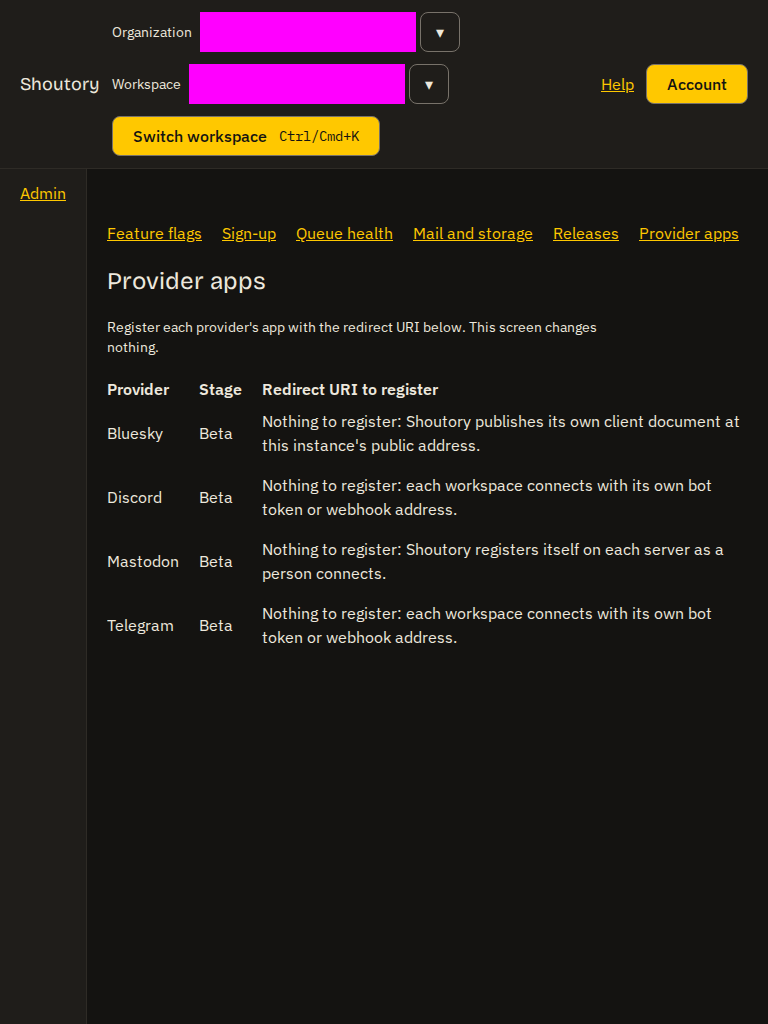 Organization ▼
Shoutory Workspace ▼ Help Account
Switch workspace Ctrl/Cmd+K
Admin
Feature flags Sign-up Queue health Mail and storage Releases Provider apps
Provider apps
Register each provider's app with the redirect URI below. This screen changes
nothing.
Provider Stage Redirect URI to register
Bluesky Beta Nothing to register: Shoutory publishes its own client document at
this instance's public address.
Discord Beta Nothing to register: each workspace connects with its own bot
token or webhook address.
Mastodon Beta Nothing to register: Shoutory registers itself on each server as a
person connects.
Telegram Beta Nothing to register: each workspace connects with its own bot
token or webhook address.